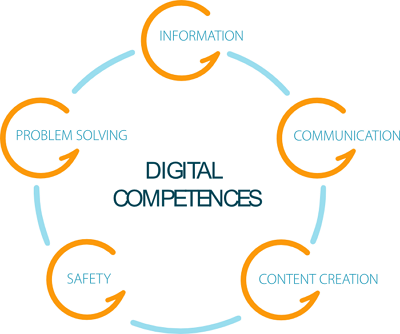 INFORMATION
COMMUNICATION
CONTENT CREATION
SAFETY
PROBLEM SOLVING
DIGITAL
COMPETENCES